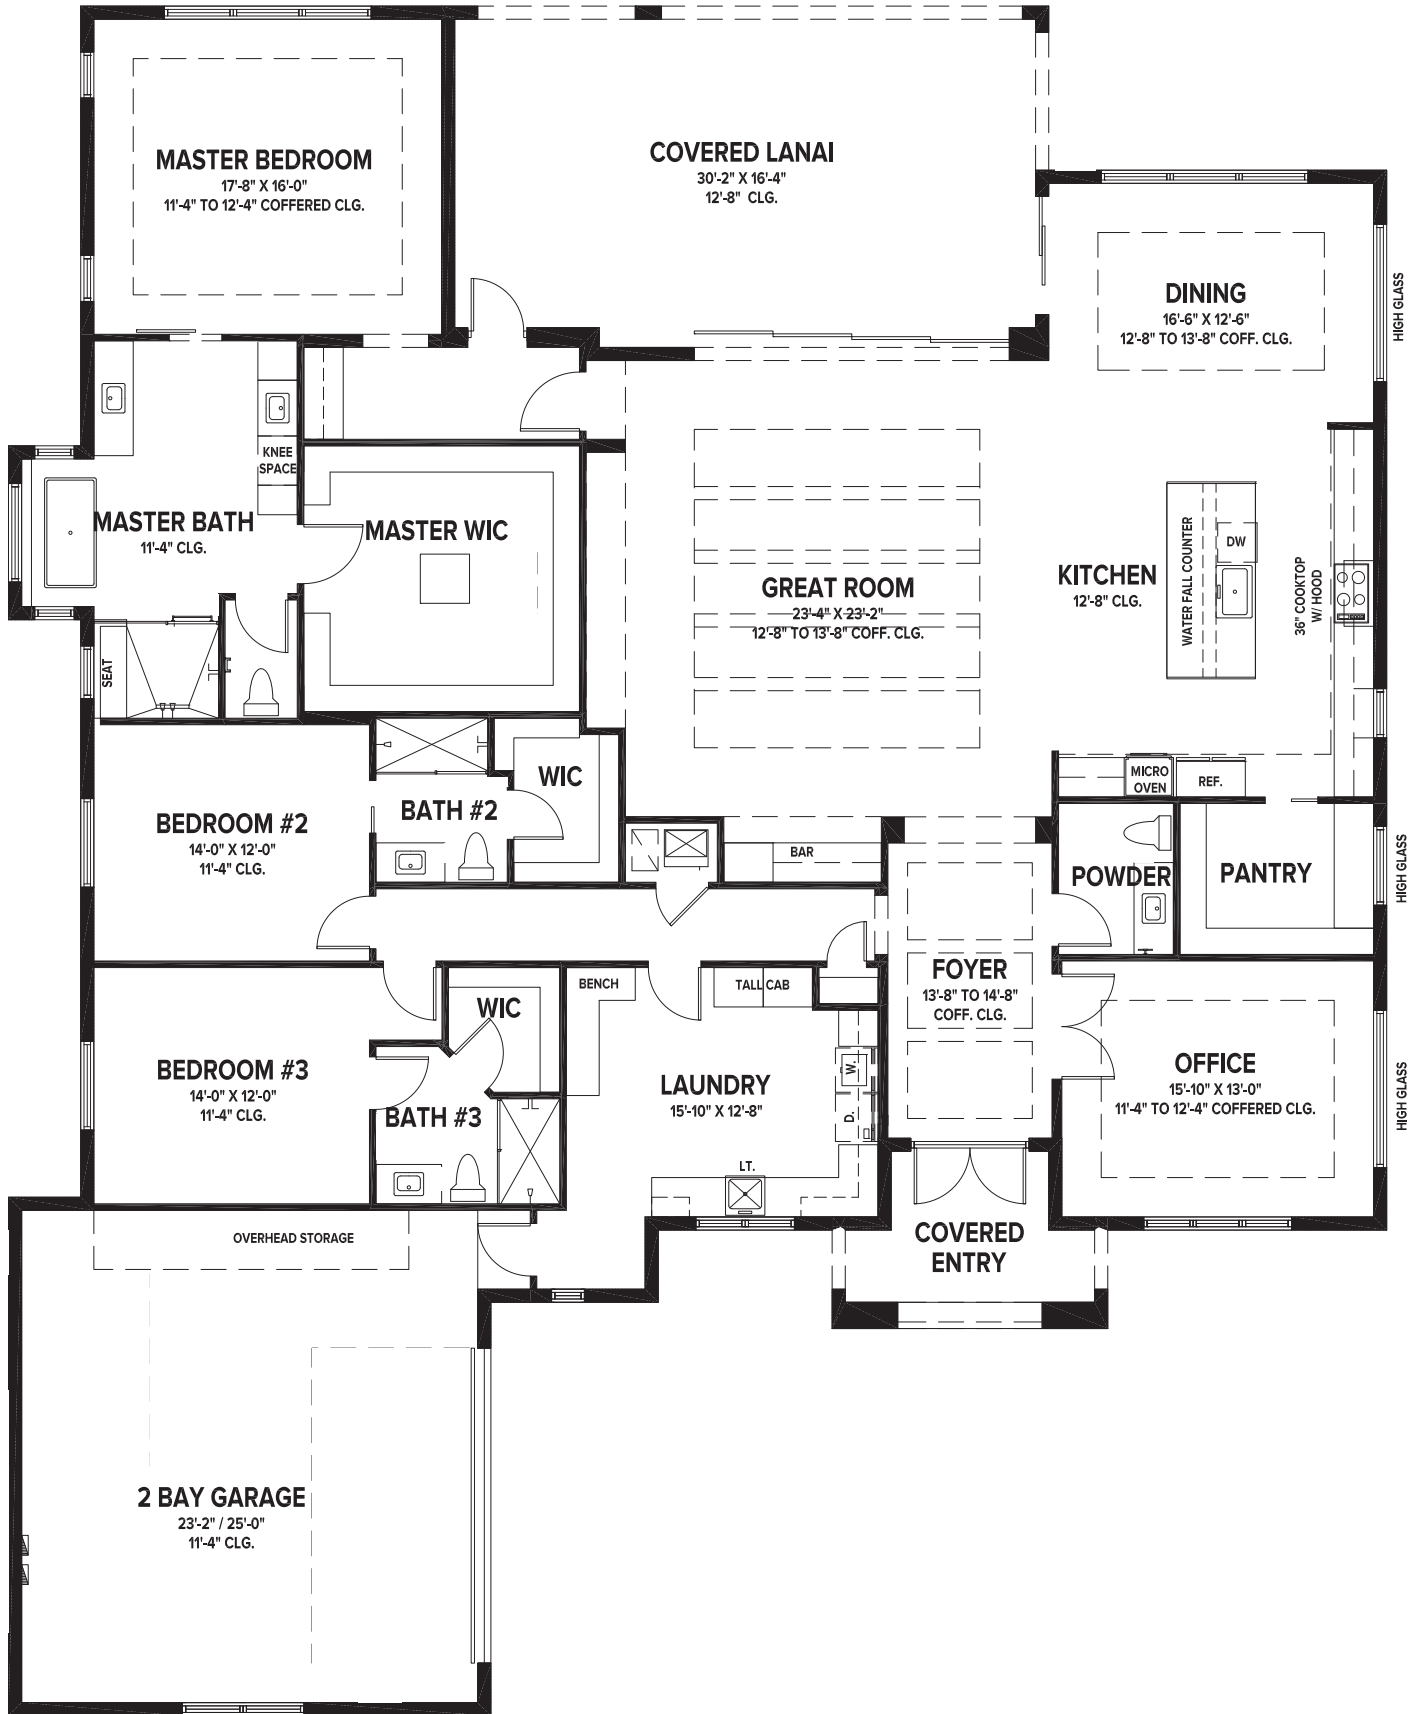 MASTER BEDROOM
17'-8" X 16'-0"
11'-4" TO 12'-4" COFFERED CLG.
COVERED LANAI
30'-2" X 16'-4"
12'-8" CLG.
DINING
16'-6" X 12'-6"
12'-8" TO 13'-8" COFF. CLG.
HIGH GLASS
KNEE
SPACE
MASTER BATH
11'-4" CLG.
MASTER WIC
SEAT
GREAT ROOM
23'-4" X 23'-2"
12'-8" TO 13'-8" COFF. CLG.
KITCHEN
12'-8" CLG.
WATER FALL COUNTER
DW
36" COOKTOP
W/ HOOD
MICRO
OVEN
REF.
BEDROOM #2
14'-0" X 12'-0"
11'-4" CLG.
BATH #2
WIC
BAR
POWDER
PANTRY
HIGH GLASS
BEDROOM #3
14'-0" X 12'-0"
11'-4" CLG.
WIC
BATH #3
BENCH
TALL CAB
LAUNDRY
15'-10" X 12'-8"
W.
D.
LT.
FOYER
13'-8" TO 14'-8"
COFF. CLG.
OFFICE
15'-10" X 13'-0"
11'-4" TO 12'-4" COFFERED CLG.
HIGH GLASS
COVERED
ENTRY
OVERHEAD STORAGE
2 BAY GARAGE
23'-2" / 25'-0"
11'-4" CLG.